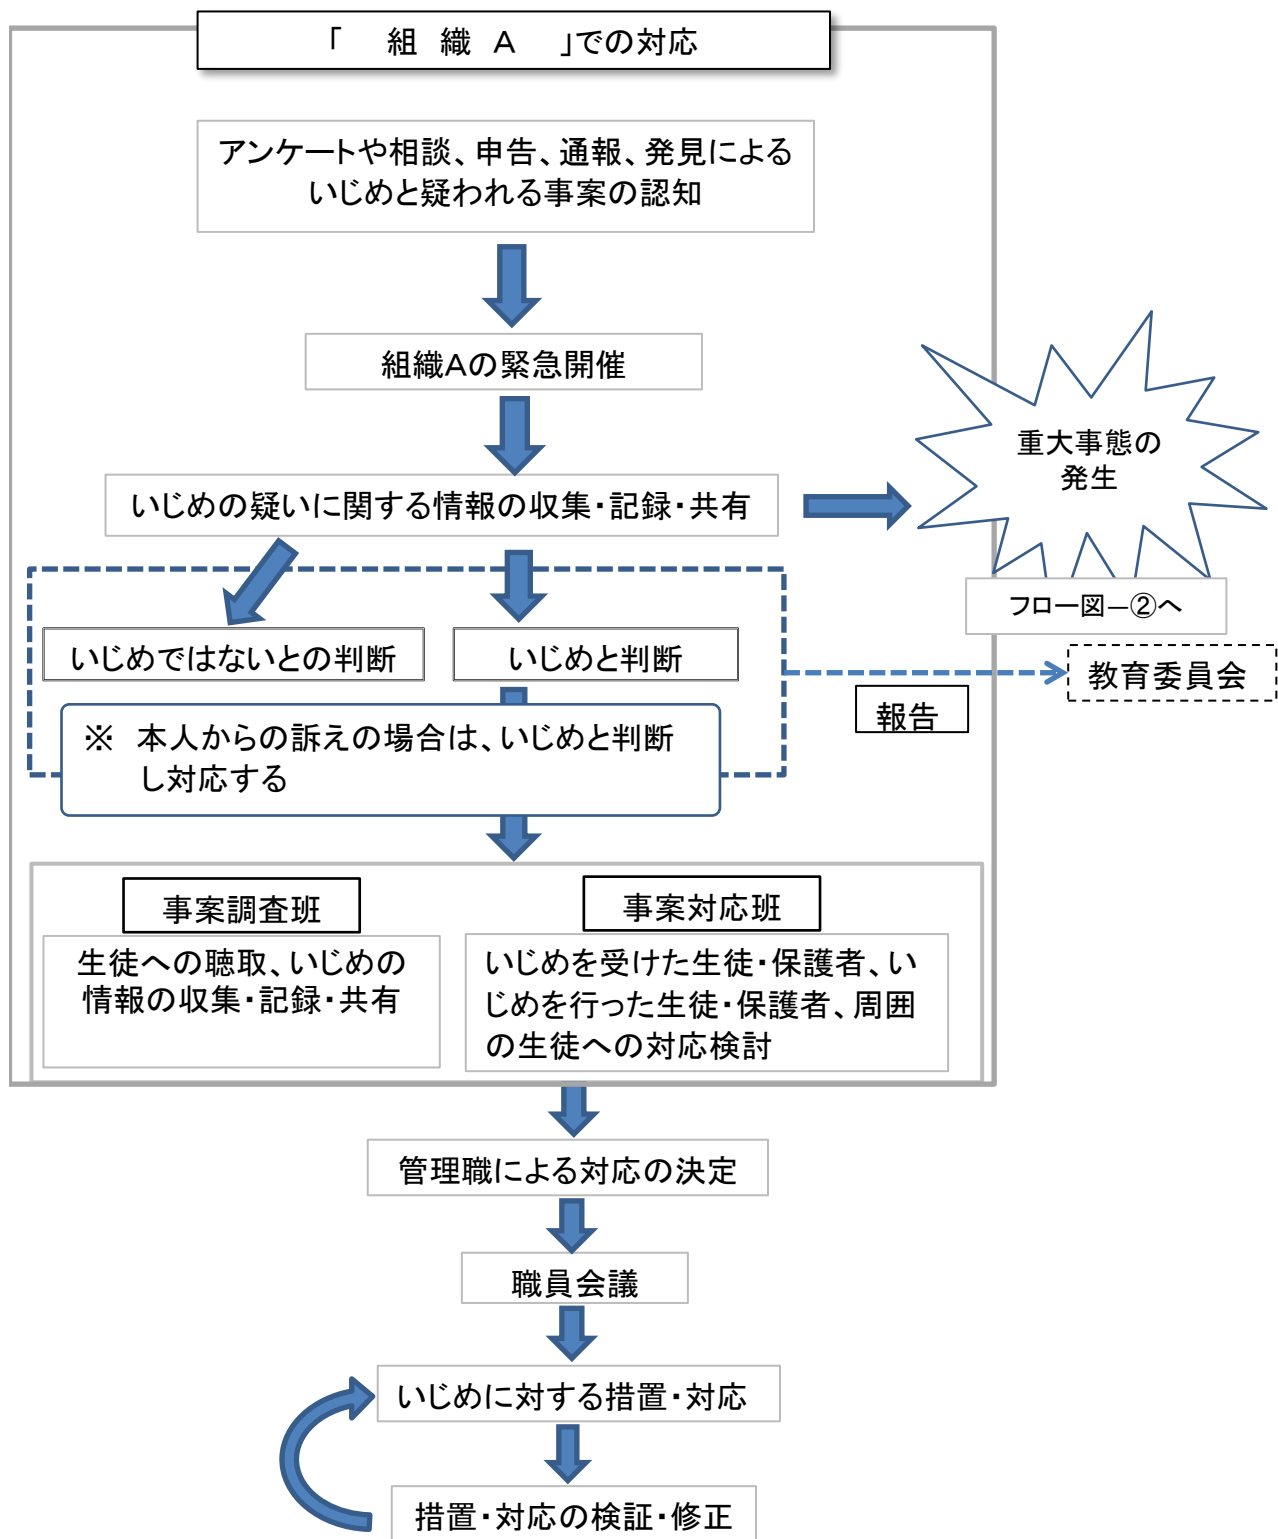 「　組 織 A　」での対応
アンケートや相談、申告、通報、発見による
いじめと疑われる事案の認知
組織Aの緊急開催
重大事態の
発生
いじめの疑いに関する情報の収集・記録・共有
フロー図―②へ
いじめではないとの判断
いじめと判断
教育委員会
報告
※　本人からの訴えの場合は、いじめと判断
し対応する
事案調査班
生徒への聴取、いじめの
情報の収集・記録・共有
事案対応班
いじめを受けた生徒・保護者、い
じめを行った生徒・保護者、周囲
の生徒への対応検討
管理職による対応の決定
職員会議
いじめに対する措置・対応
措置・対応の検証・修正